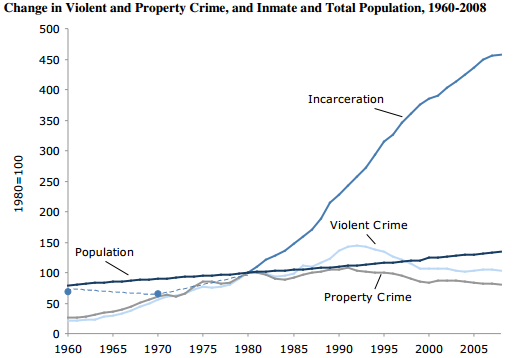 Change in Violent and Property Crime, and Inmate and Total Population, 1960-2008
500
450
400
350
300
250
200
150
100
50
0
1980=100
Incarceration
Violent Crime
Population
Property Crime
1960 1965 1970 1975 1980 1985 1990 1995 2000 2005